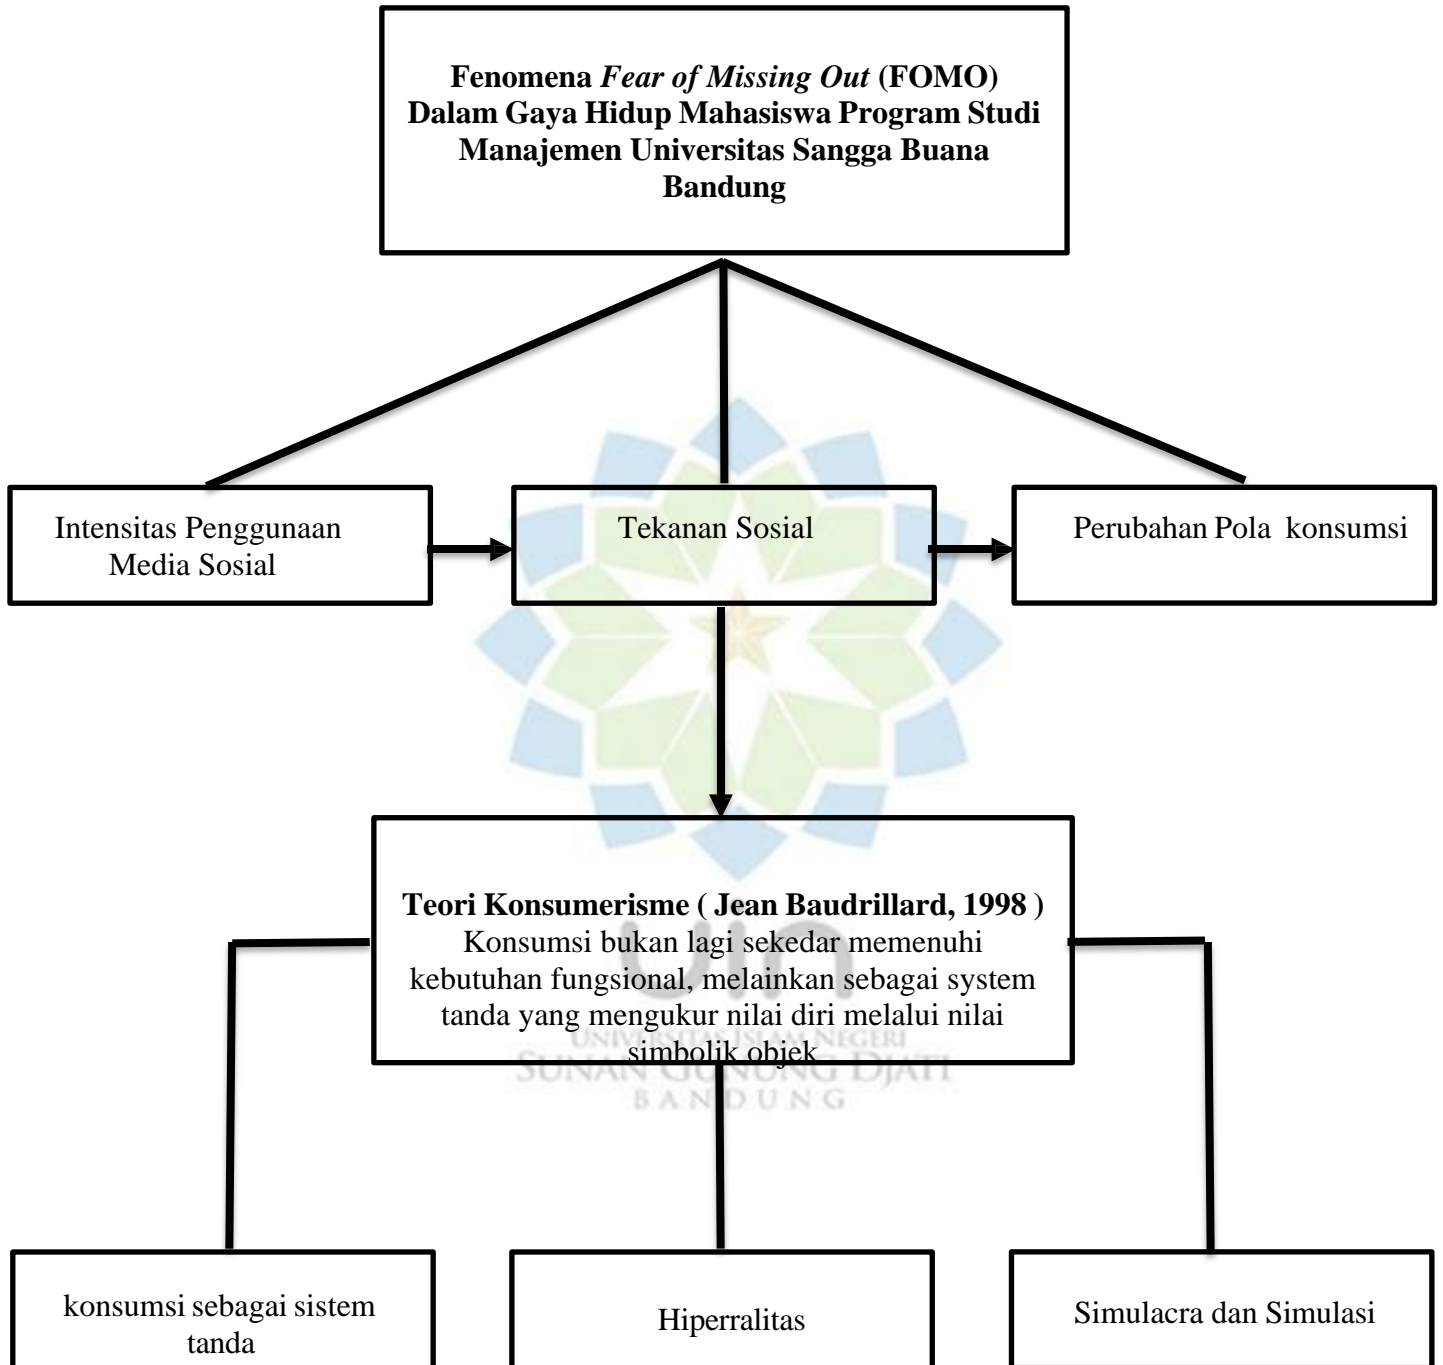 Fenomena Fear of Missing Out (FOMO)
Dalam Gaya Hidup Mahasiswa Program Studi
Manajemen Universitas Sangga Buana
Bandung
Intensitas Penggunaan
Media Sosial
Tekanan Sosial
Perubahan Pola konsumsi
Teori Konsumerisme ( Jean Baudrillard, 1998 )
Konsumsi bukan lagi sekedar memenuhi
kebutuhan fungsional, melainkan sebagai system
tanda yang mengukur nilai diri melalui nilai
simbolik objek
uin
UNIVERSITAS ISLAM NEGERI
SUNAN GUNUNG DJATI
BANDUNG
konsumsi sebagai sistem
tanda
Hiperralitas
Simulacra dan Simulasi